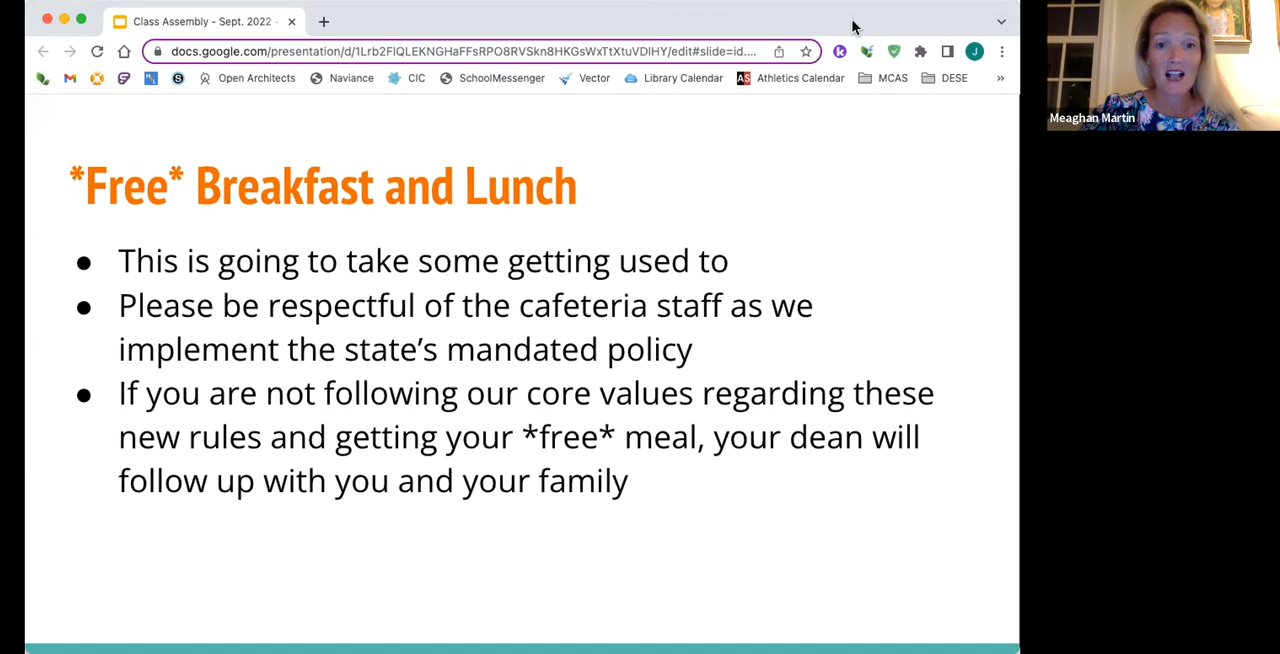 Class Assembly - Sept. 2022 -
docs.google.com/presentation/d/1Lrb2FlQLEKNGHaFFsRPO8RVSkn8HKGsWxTtXtuVDlHY/edit#slide=id....
J
Open Architects Naviance CIC SchoolMessenger Vector Library Calendar AS Athletics Calendar MCAS DESE »
Meaghan Martin
*Free* Breakfast and Lunch
● This is going to take some getting used to
● Please be respectful of the cafeteria staff as we
implement the state’s mandated policy
● If you are not following our core values regarding these
new rules and getting your *free* meal, your dean will
follow up with you and your family